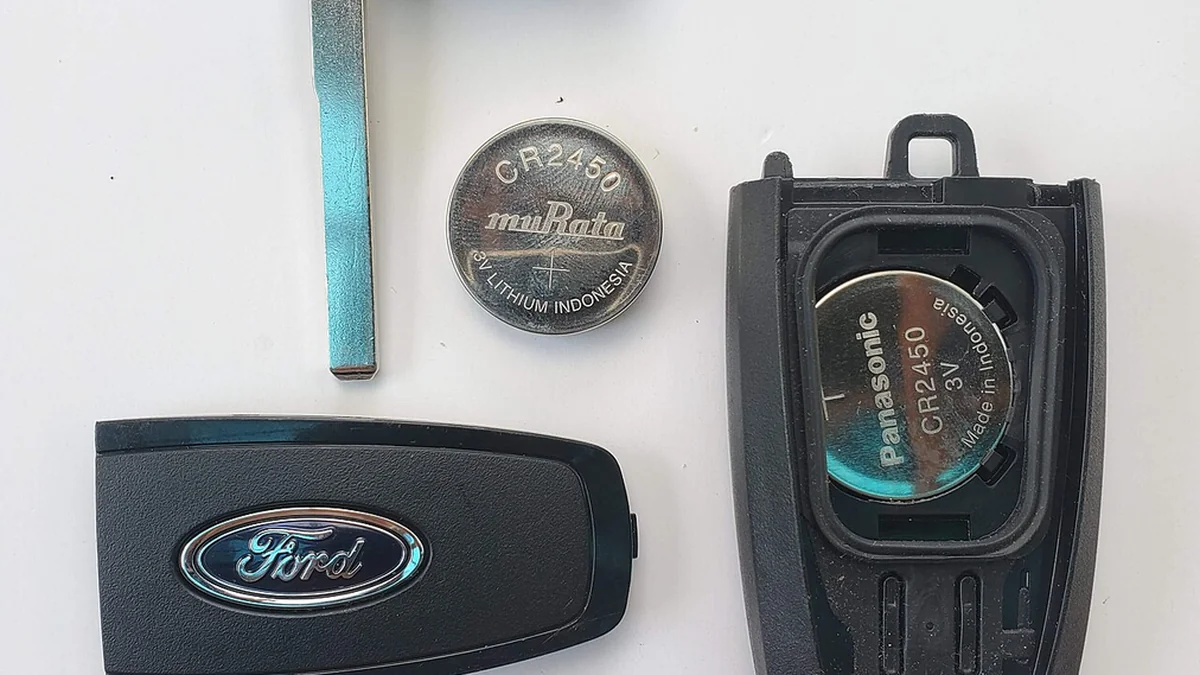 CR2450
muRata
3V LITHIUM INDONESIA
Ford
Panasonic
CR2450
3V
Made in Indonesia